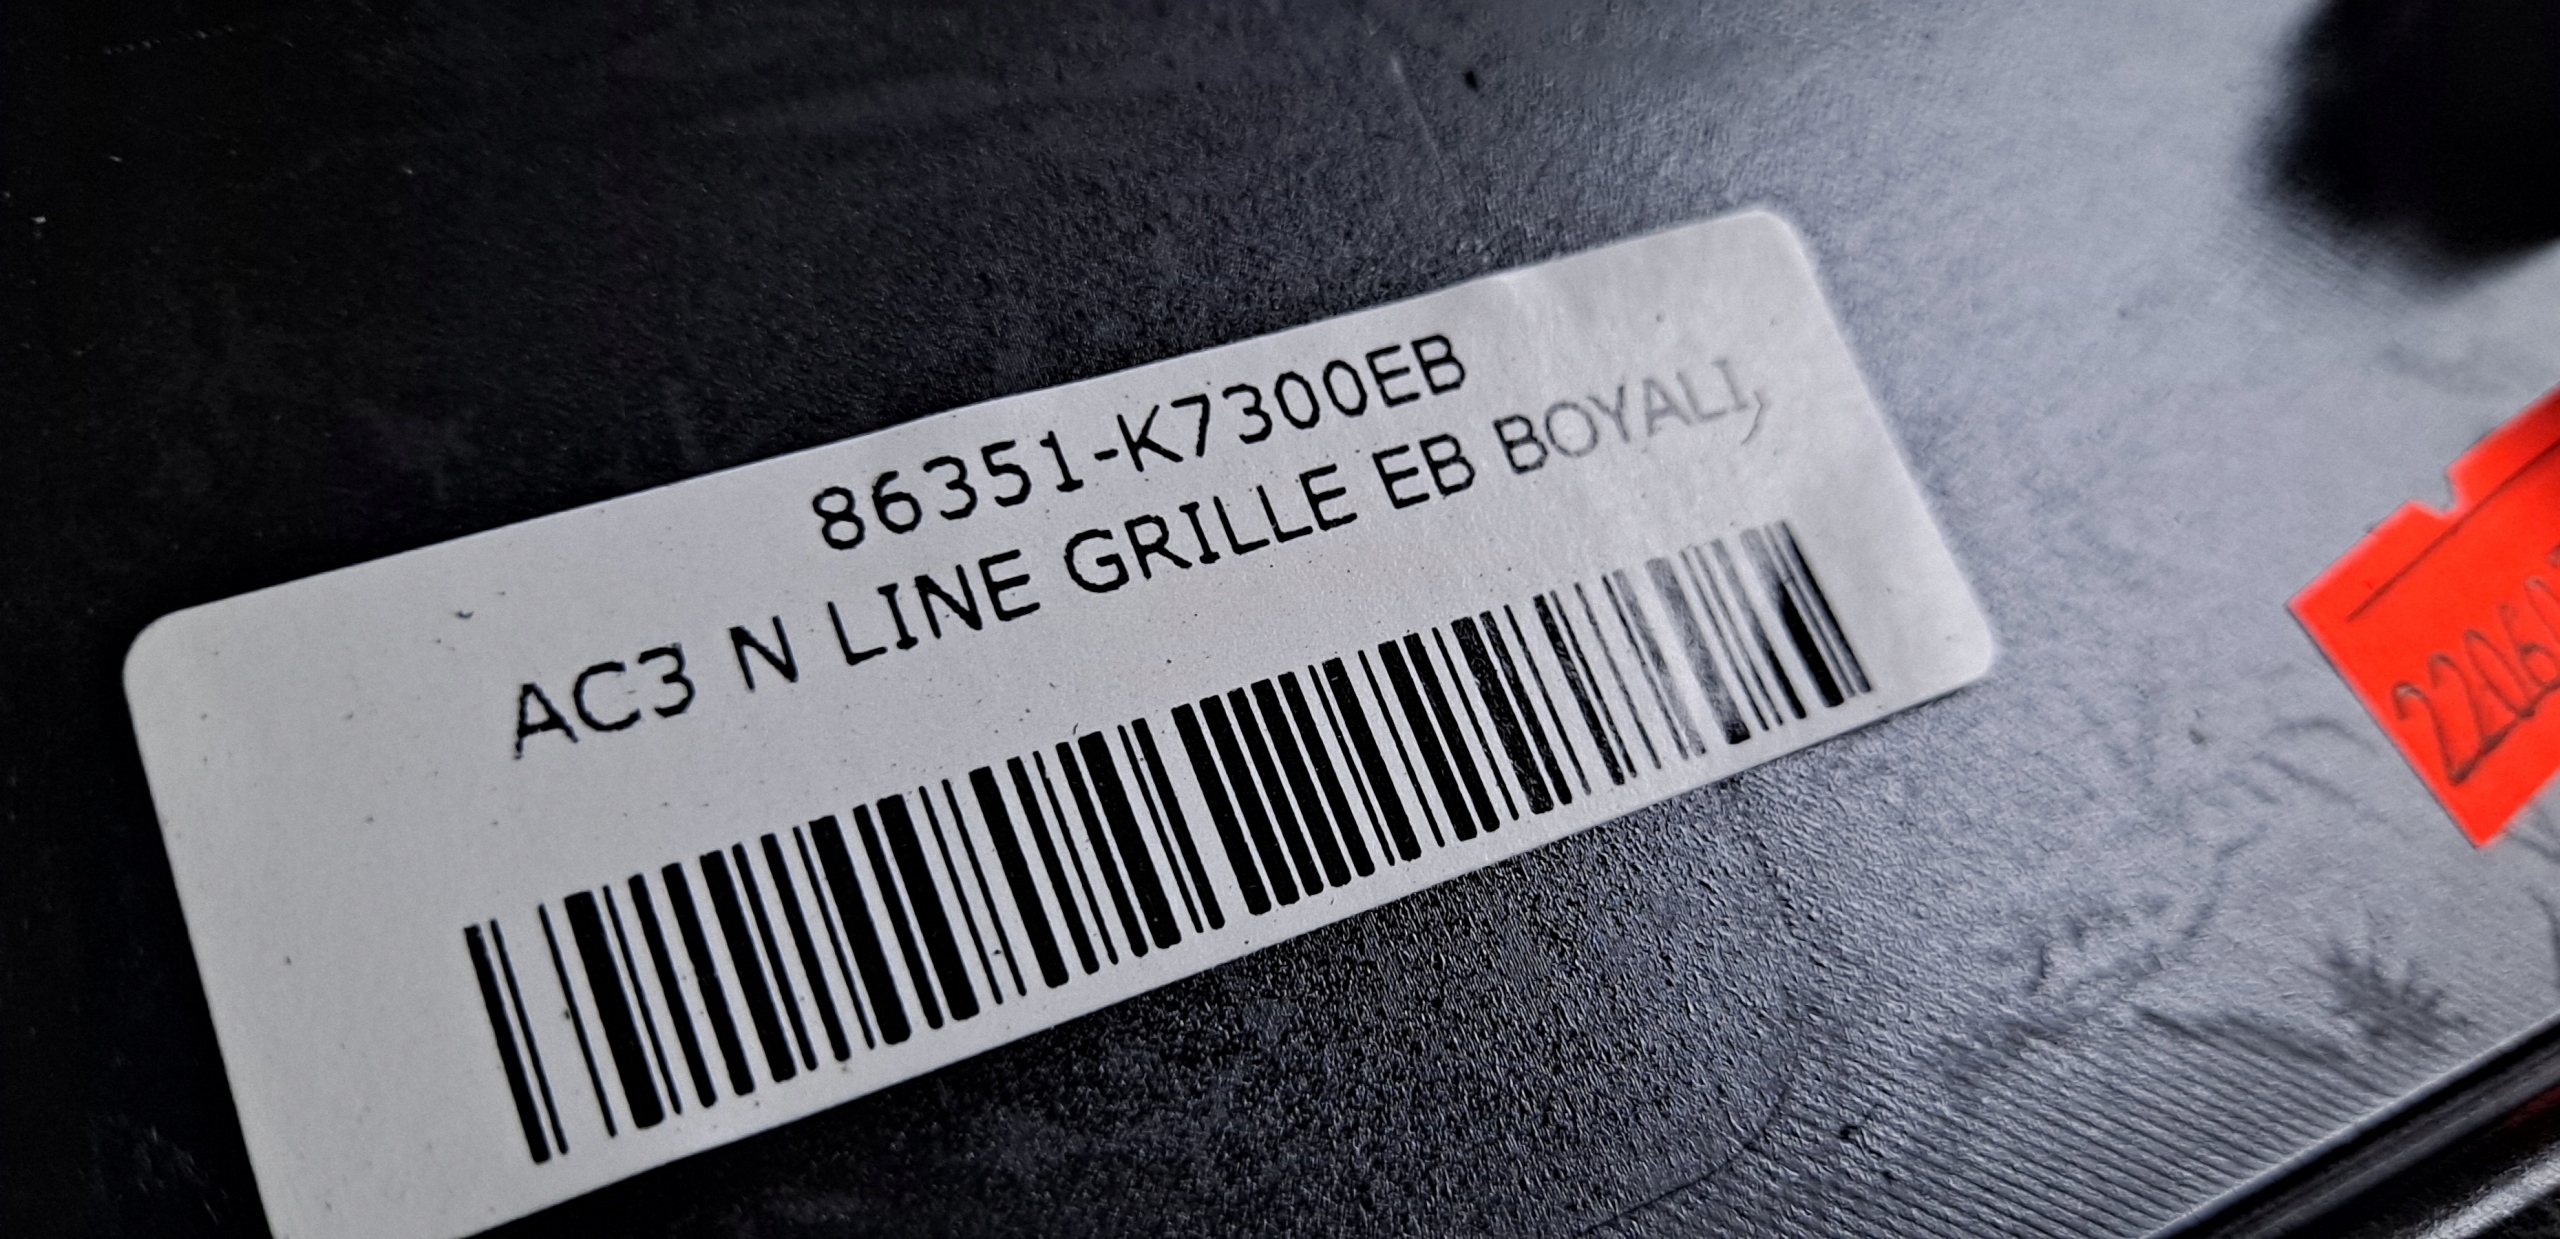 86351-K7300EB
AC3 N LINE GRILLE EB BOYALI,